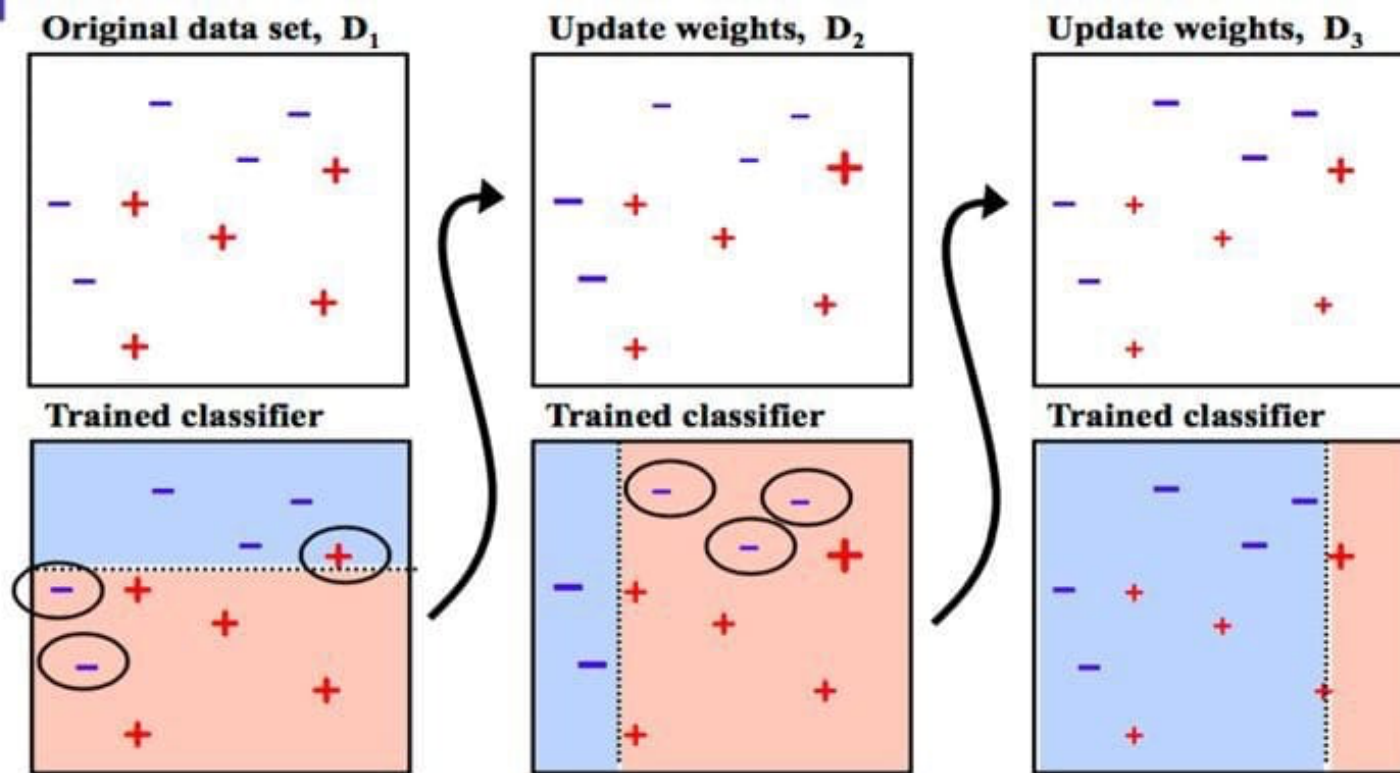 Original data set, D₁
Update weights, D₂
Update weights, D₃
Trained classifier
Trained classifier
Trained classifier